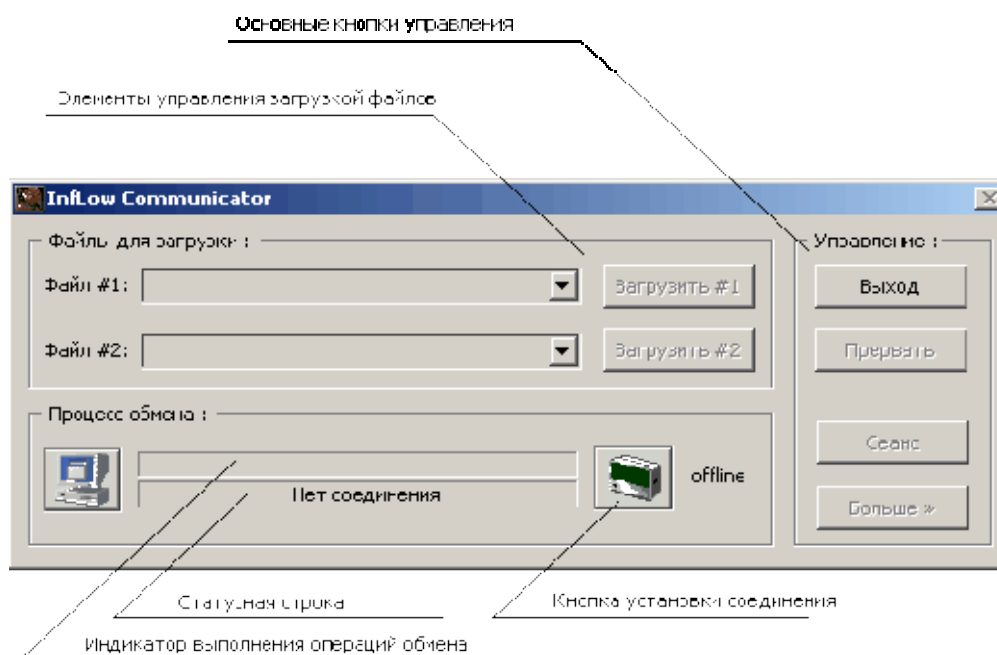 Основные кнопки управления
Элементы управления загрузкой файлов
InfLow Communicator
Файлы для загрузки :
Управление :
Файл #1:
Загрузить #1
Выход
Файл #2:
Загрузить #2
Прервать
Процесс обмена :
Сеанс
offline
Нет соединения
Больше »
Статусная строка
Кнопка установки соединения
Индикатор выполнения операций обмена